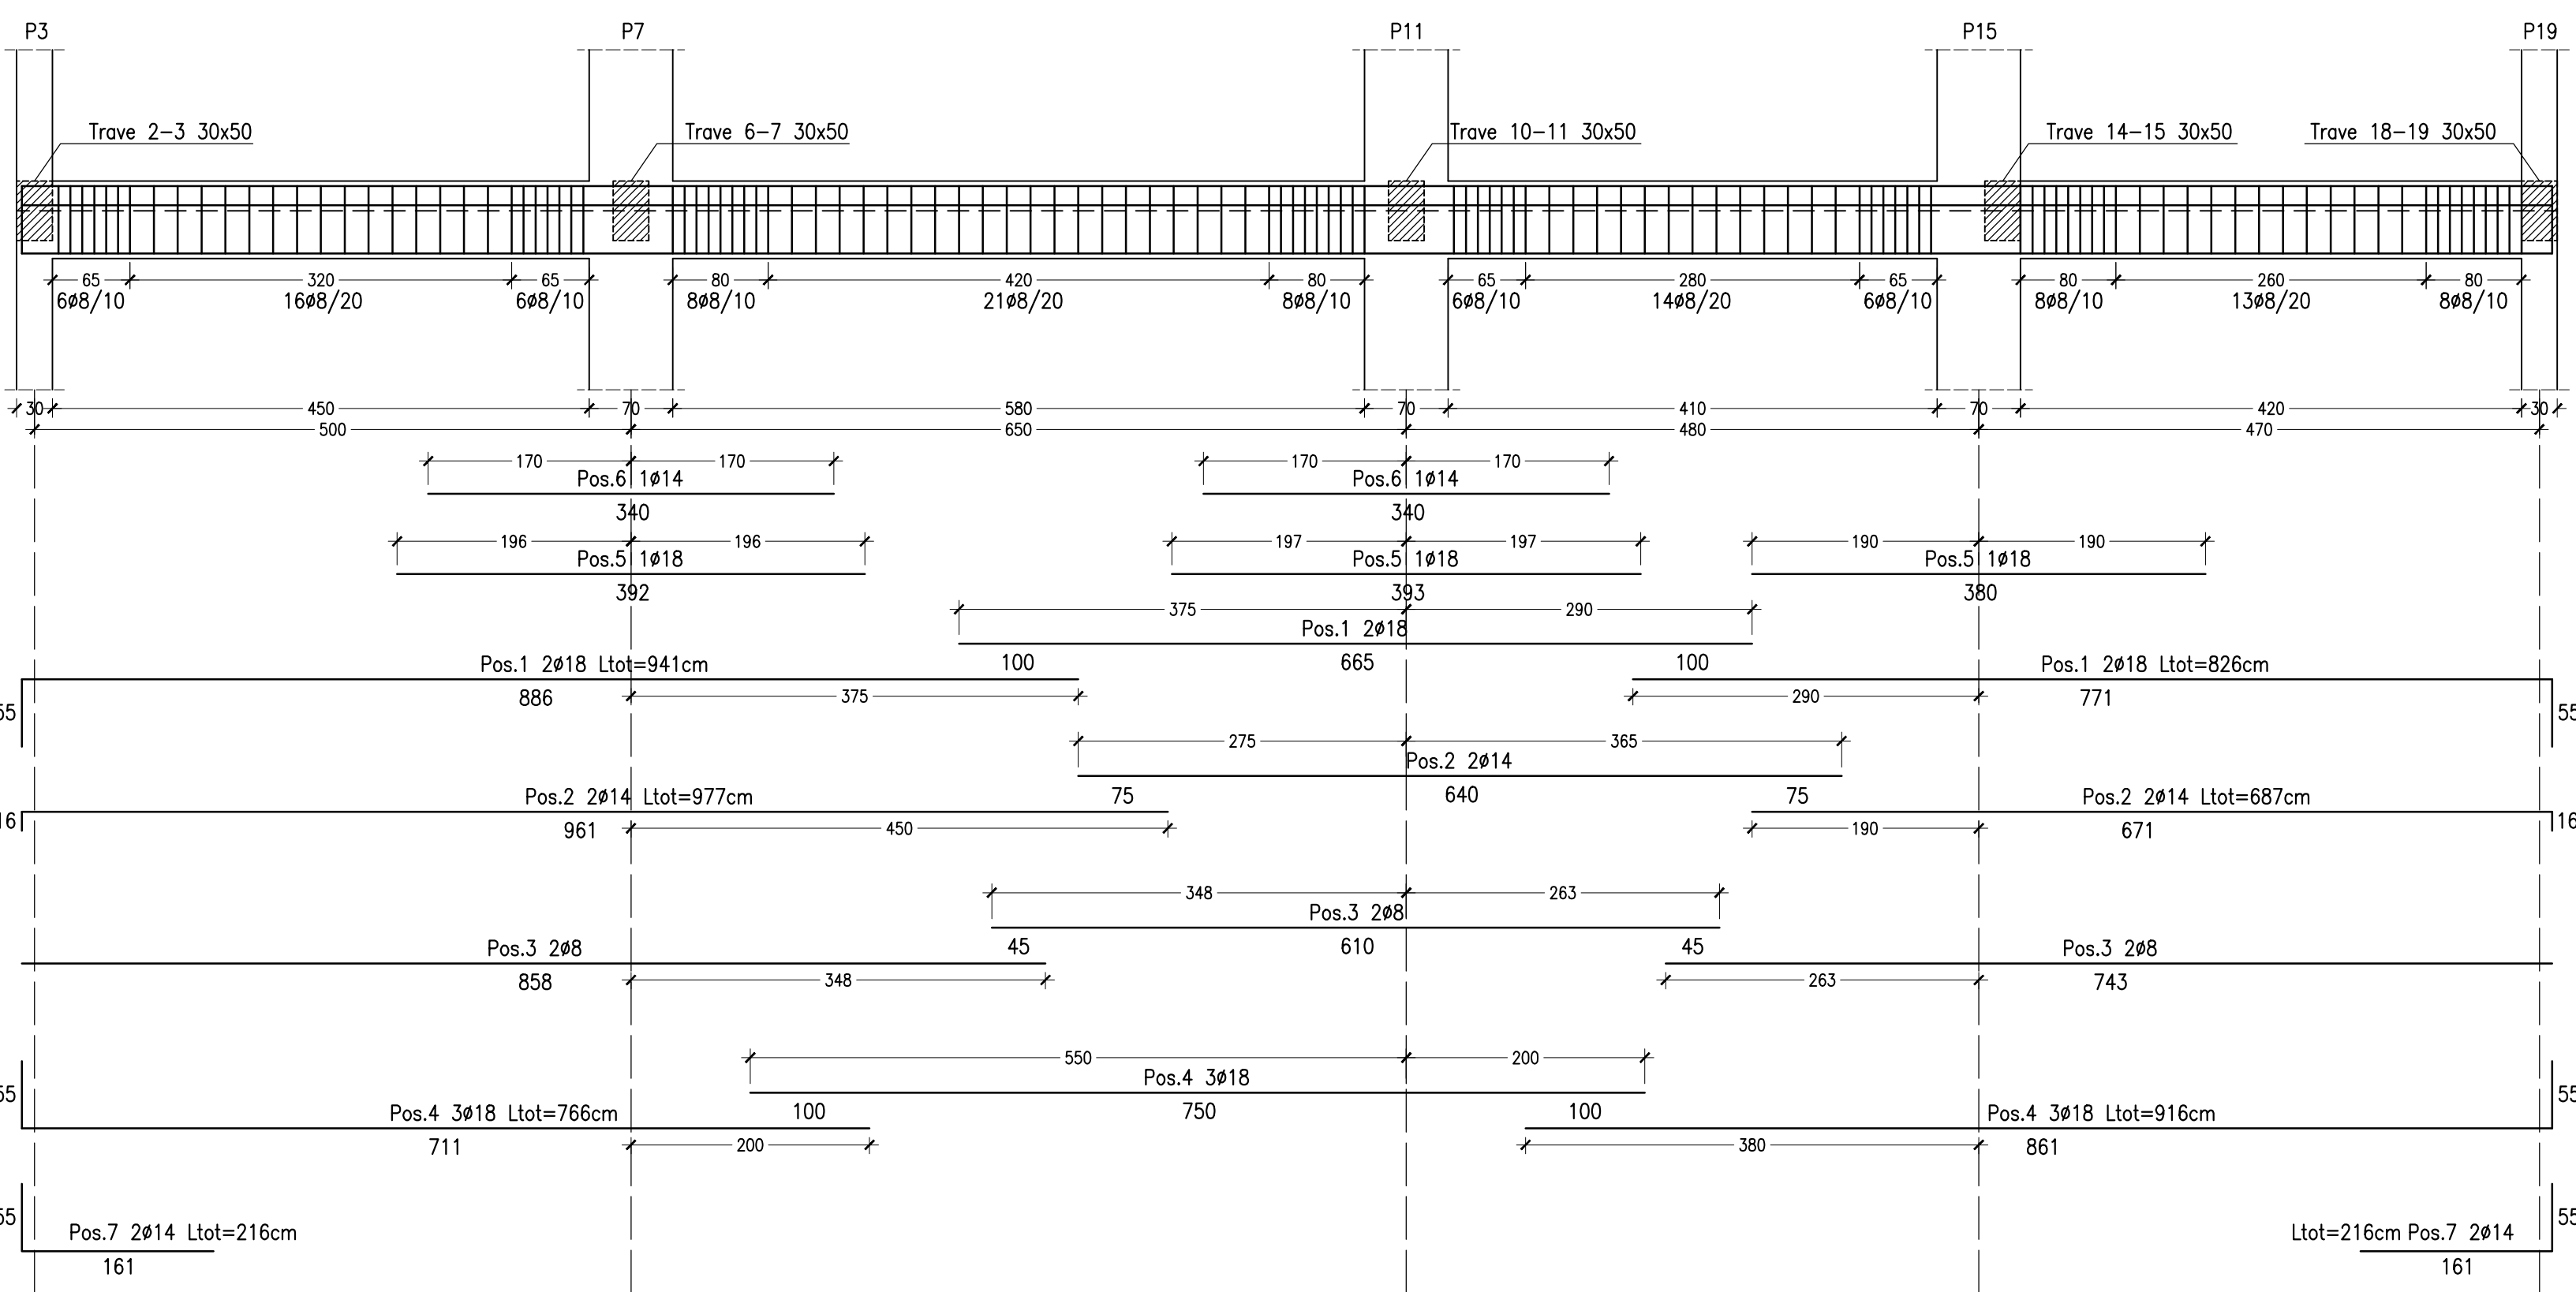 P3 P7 P11 P15 P19
Trave 2-3 30x50 Trave 6-7 30x50 Trave 10-11 30x50 Trave 14-15 30x50 Trave 18-19 30x50
65 320 65 80 420 80 65 280 65 80 260 80
6ø8/10 16ø8/20 6ø8/10 8ø8/10 21ø8/20 8ø8/10 6ø8/10 14ø8/20 6ø8/10 8ø8/10 13ø8/20 8ø8/10
30 450 70 580 70 410 70 420 30
500 650 480 470
170 170 170 170
Pos.6 1ø14 Pos.6 1ø14
340 340
196 196 197 197 190 190
Pos.5 1ø18 Pos.5 1ø18 Pos.5 1ø18
392 393 380
375 290
Pos.1 2ø18
100 665 100
Pos.1 2ø18 Ltot=941cm Pos.1 2ø18 Ltot=826cm
886 375 290 771
55 55
275 365
Pos.2 2ø14
75 640 75
Pos.2 2ø14 Ltot=977cm Pos.2 2ø14 Ltot=687cm
16 16
961 450 190 671
348 263
Pos.3 2ø8
45 610 45
Pos.3 2ø8 Pos.3 2ø8
858 348 263 743
550 200
Pos.4 3ø18
55 55
100 750 100
Pos.4 3ø18 Ltot=766cm Pos.4 3ø18 Ltot=916cm
711 200 380 861
55 55
Pos.7 2ø14 Ltot=216cm Ltot=216cm Pos.7 2ø14
161 161